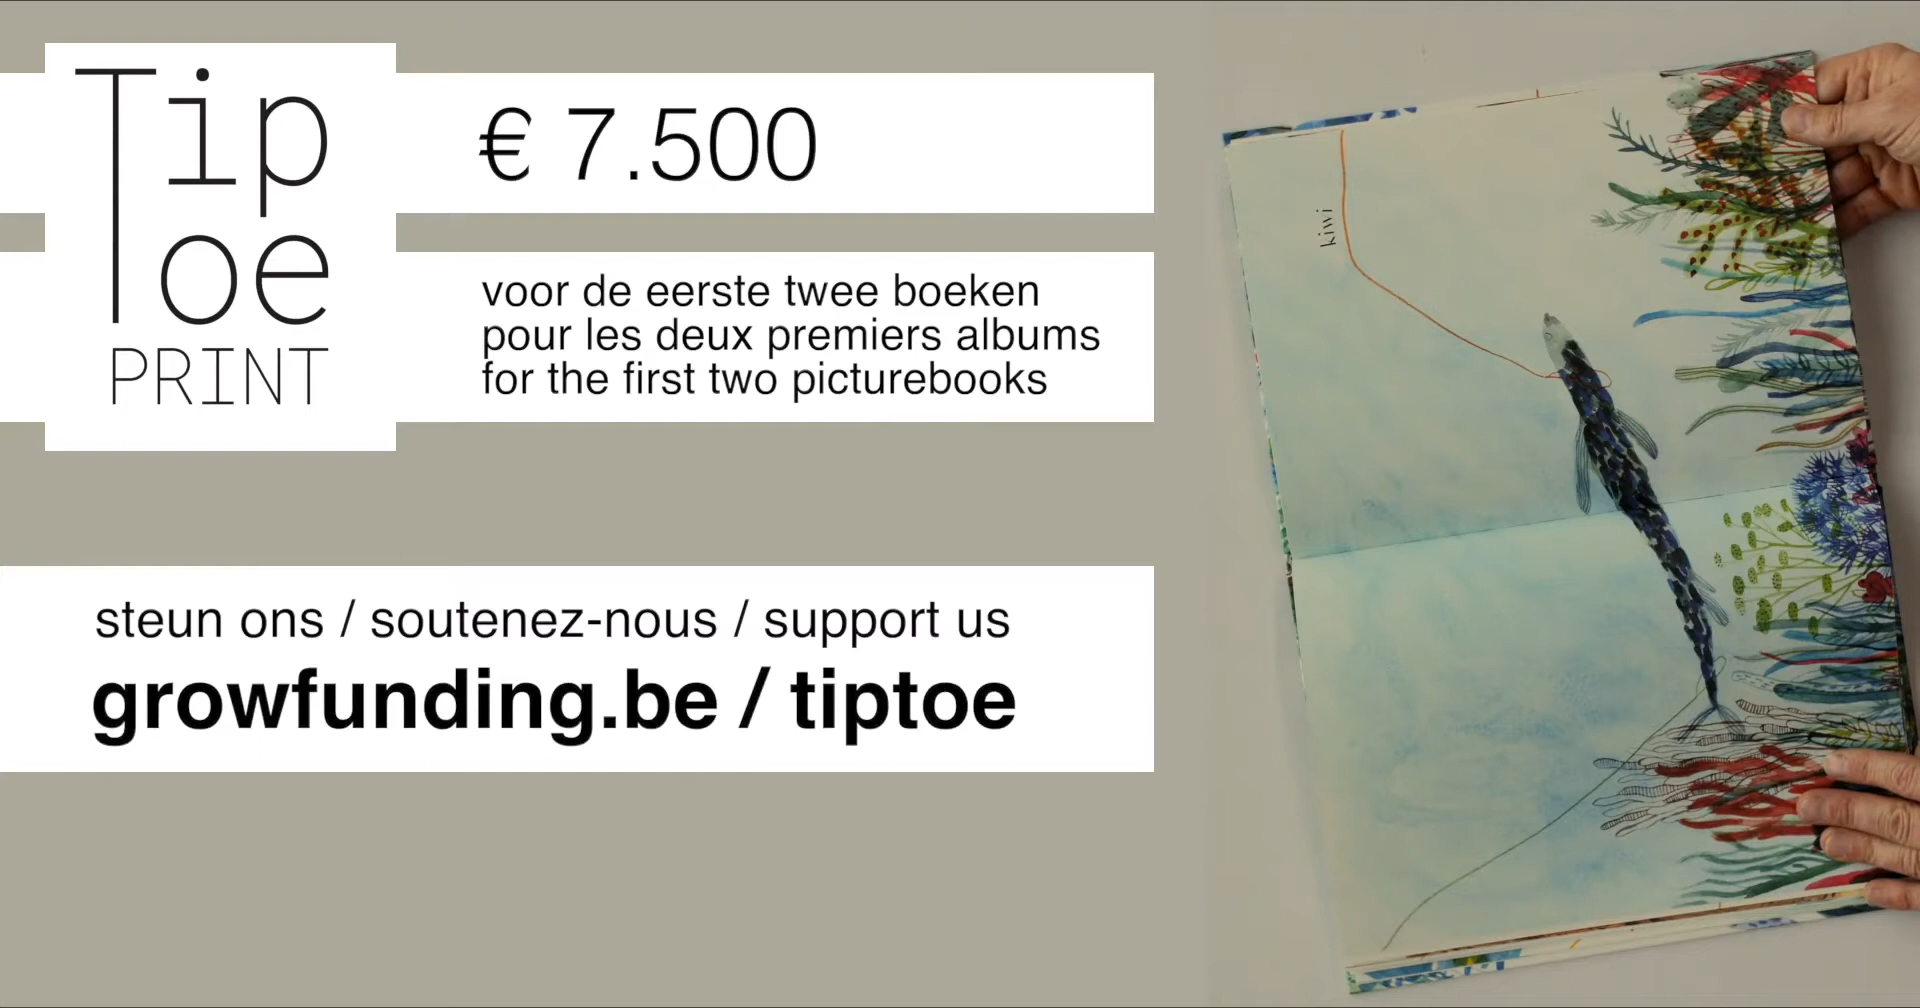 Tip
Toe
PRINT
€ 7.500
voor de eerste twee boeken
pour les deux premiers albums
for the first two picturebooks
steun ons / soutenez-nous / support us
growfunding.be / tiptoe
kiwi